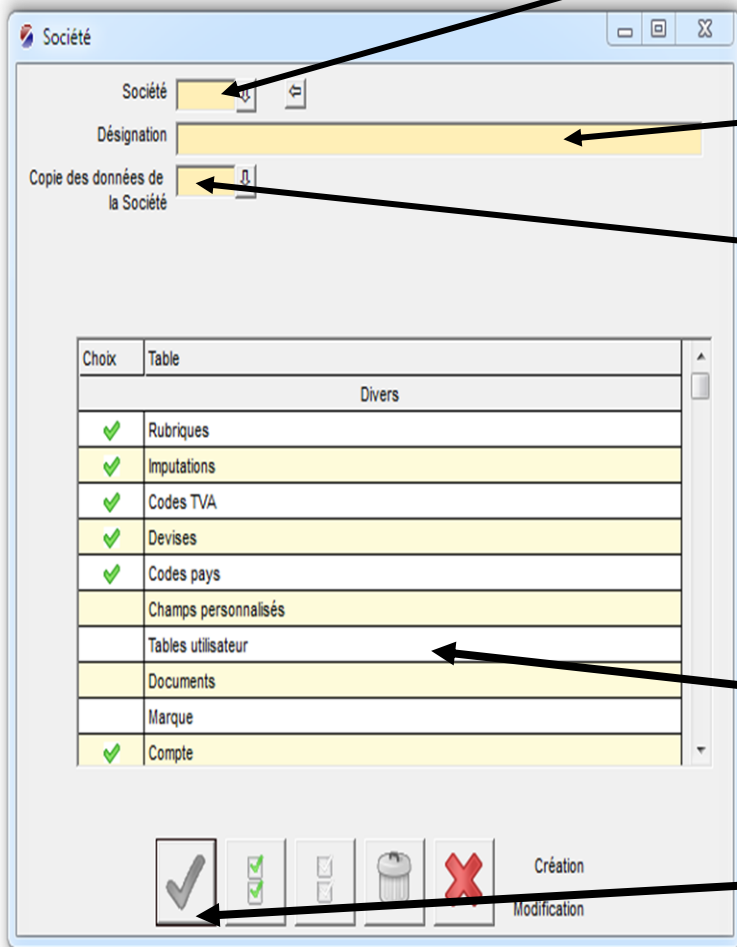 Société
Société
Désignation
Copie des données de
la Société
Choix Table
Divers
Rubriques
Imputations
Codes TVA
Devises
Codes pays
Champs personnalisés
Tables utilisateur
Documents
Marque
Compte
Création
Modification